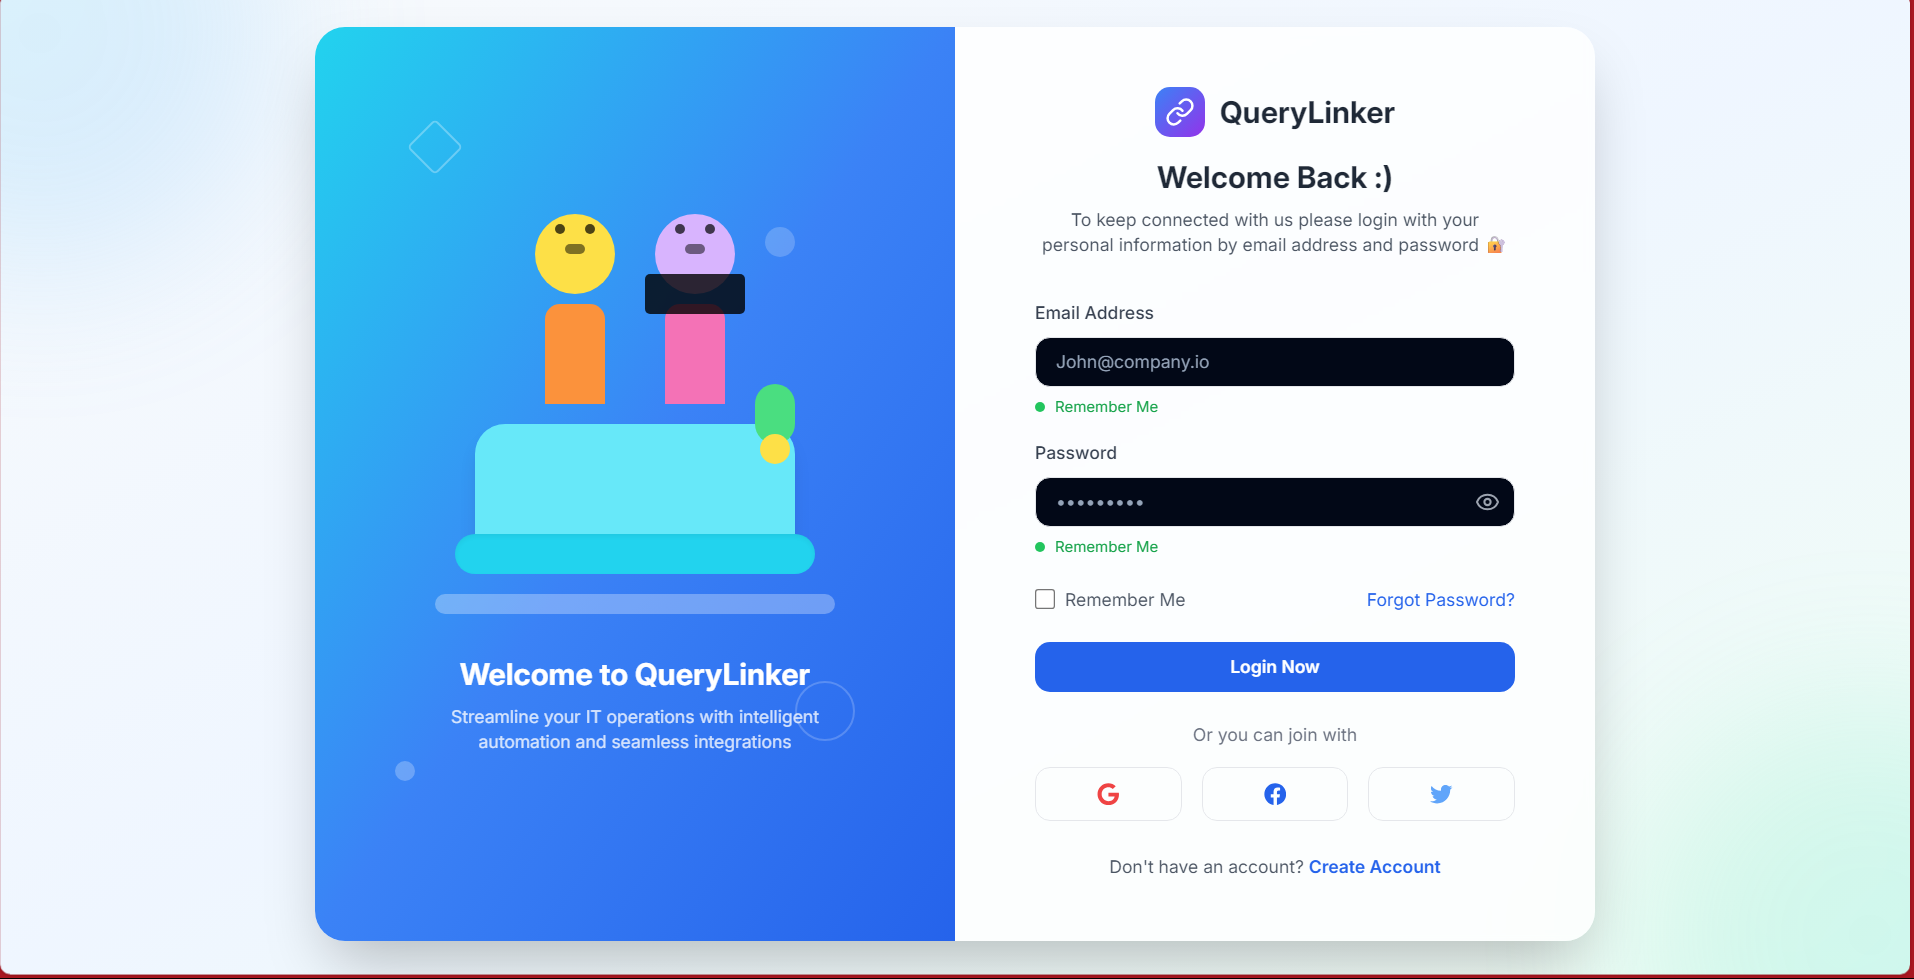 Welcome to QueryLinker
Streamline your IT operations with intelligent
automation and seamless integrations
QueryLinker
Welcome Back :)
To keep connected with us please login with your
personal information by email address and password 🔐
Email Address
John@company.io
Remember Me
Password
•••••••••
Remember Me
Remember Me
Forgot Password?
Login Now
Or you can join with
Don't have an account? Create Account